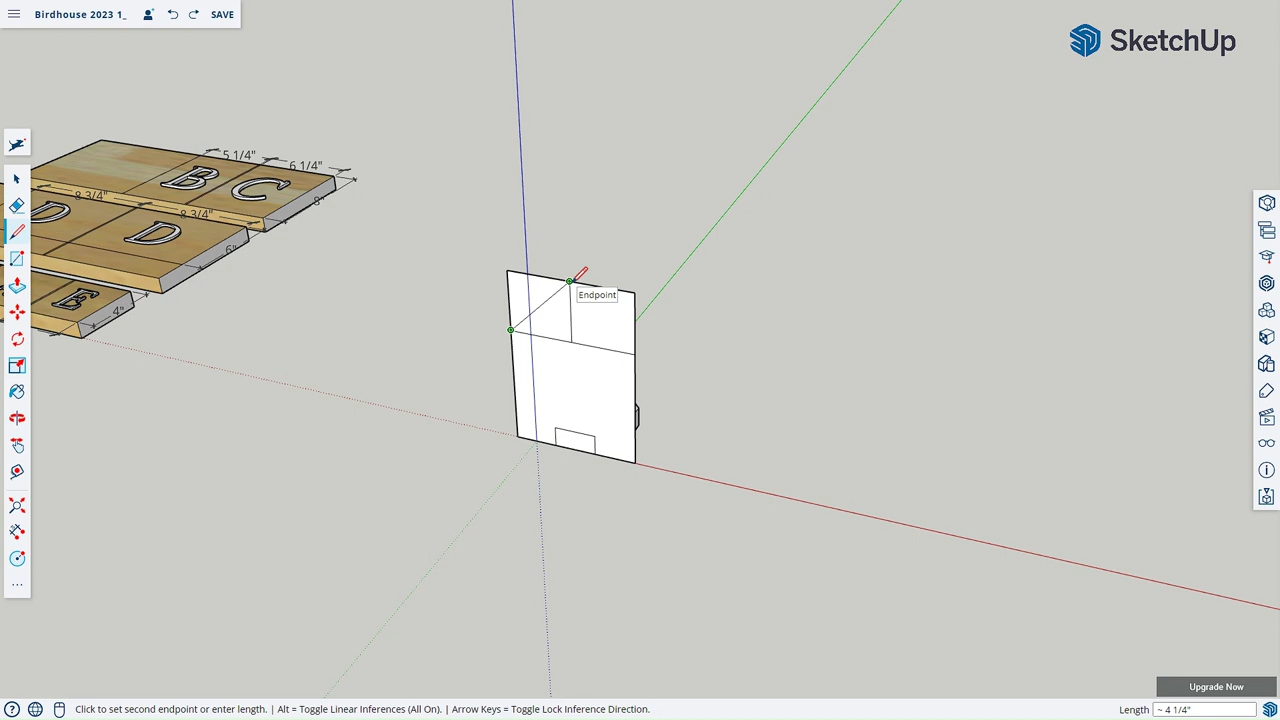 Birdhouse 2023 1_
SAVE
SketchUp
5 1/4"
6 1/4"
B
C
8 3/4"
8"
8 3/4"
D
D
6"
E
4"
Endpoint
Upgrade Now
Click to set second endpoint or enter length. | Alt = Toggle Linear Inferences (All On). | Arrow Keys = Toggle Lock Inference Direction.
Length
~ 4 1/4"